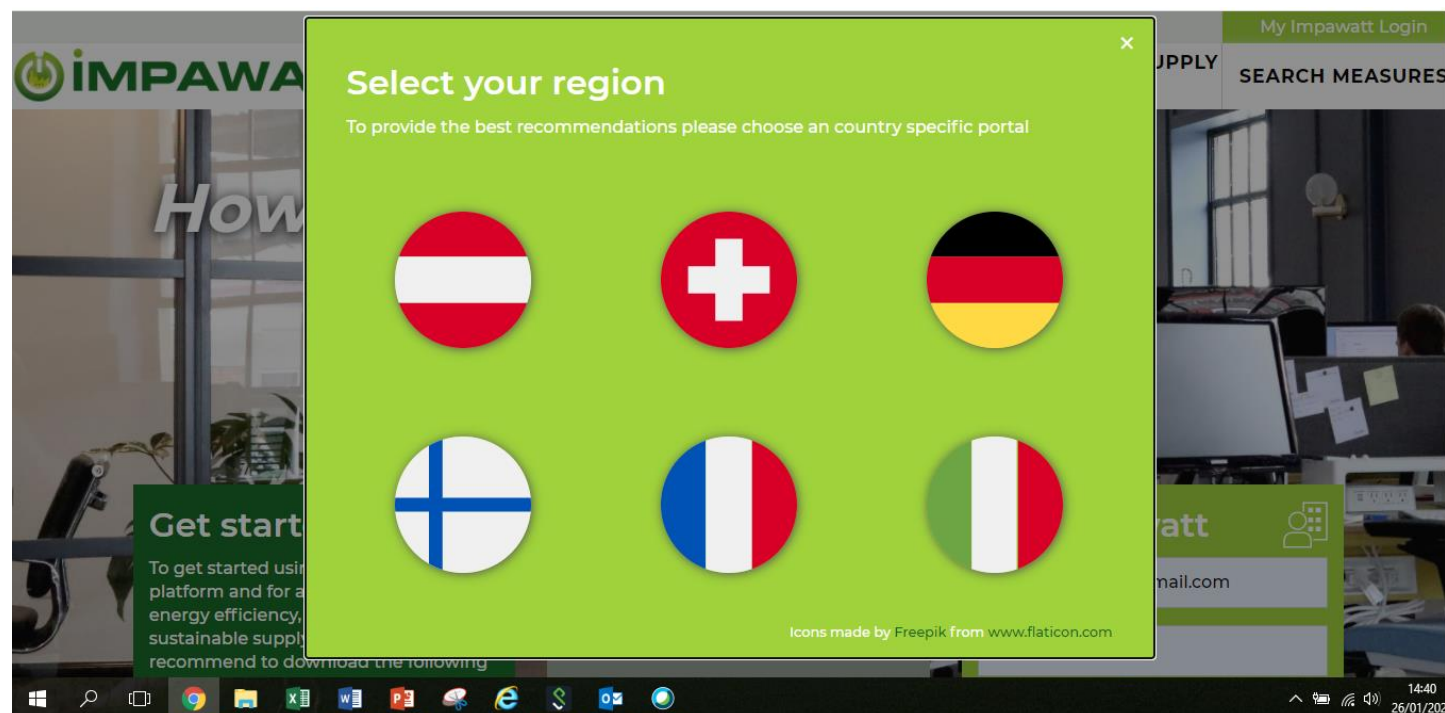 My Impawatt Login
iMPAWA
UPPLY
SEARCH MEASURES
Select your region
To provide the best recommendations please choose an country specific portal
How
Get start
To get started usin
platform and for a
energy efficiency,
sustainable supply
recommend to download the following
att
mail.com
Icons made by Freepik from www.flaticon.com
14:40
26/01/202